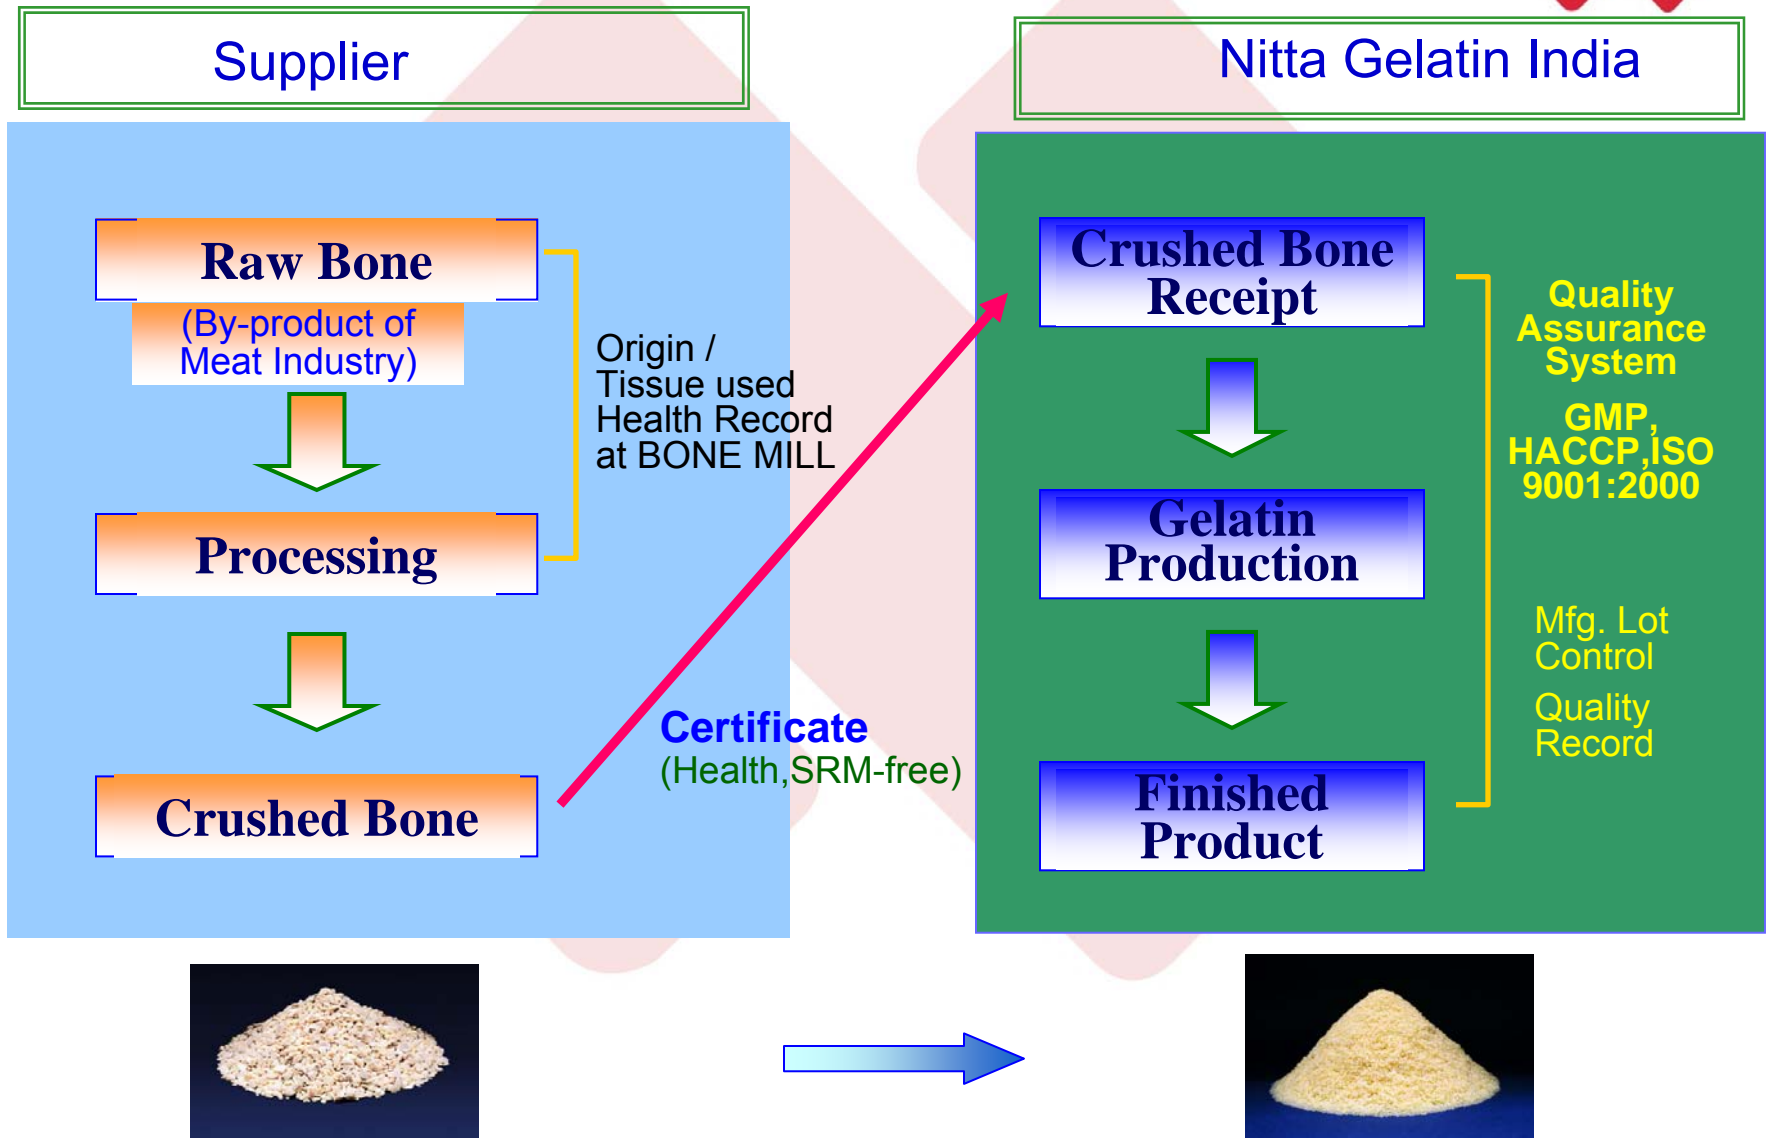 Supplier
Raw Bone
(By-product of
Meat Industry)
Processing
Crushed Bone
Origin /
Tissue used
Health Record
at BONE MILL
Certificate
(Health,SRM-free)
Nitta Gelatin India
Crushed Bone
Receipt
Gelatin
Production
Finished
Product
Quality
Assurance
System
GMP,
HACCP,ISO
9001:2000
Mfg. Lot
Control
Quality
Record